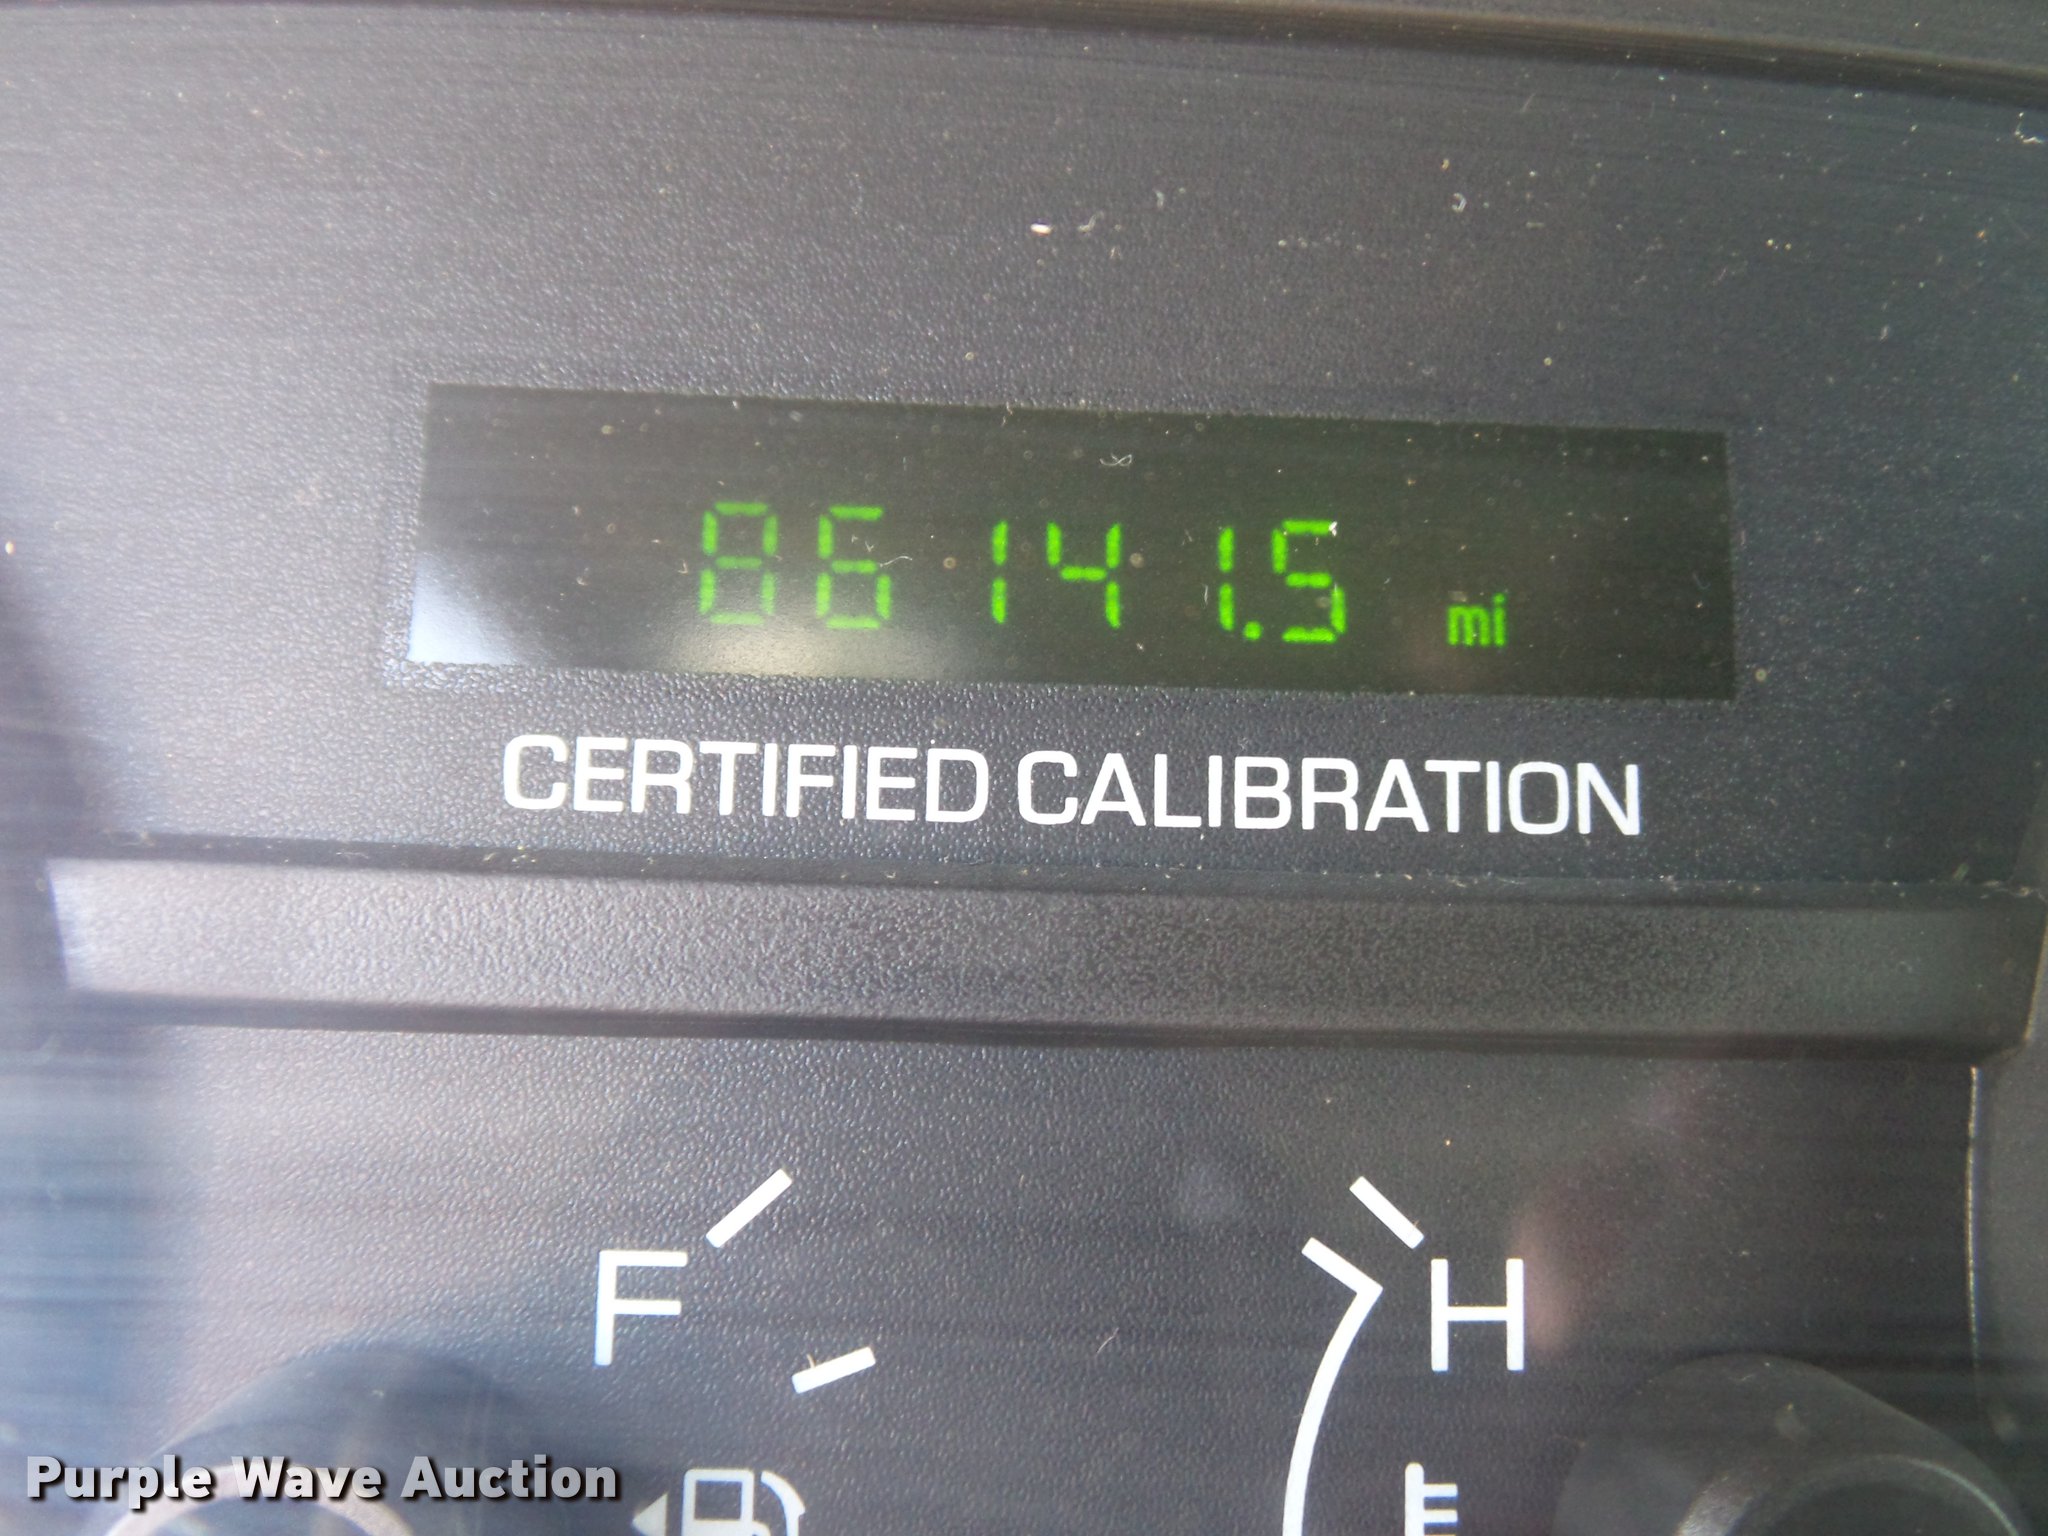 86141.5 mi
CERTIFIED CALIBRATION
F H
Purple Wave Auction